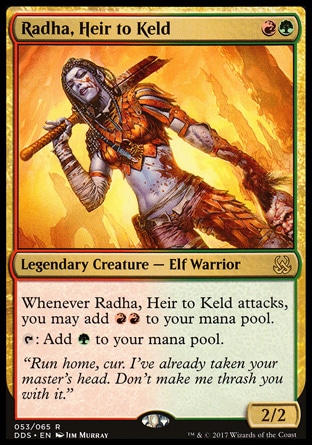 Radha, Heir to Keld
Legendary Creature — Elf Warrior
Whenever Radha, Heir to Keld attacks,
you may add to your mana pool.
: Add to your mana pool.
“Run home, cur. I’ve already taken your
master’s head. Don’t make me thrash you
with it.”
2/2
053/065 R
DDS • EN Jim Murray
™ & © 2017 Wizards of the Coast